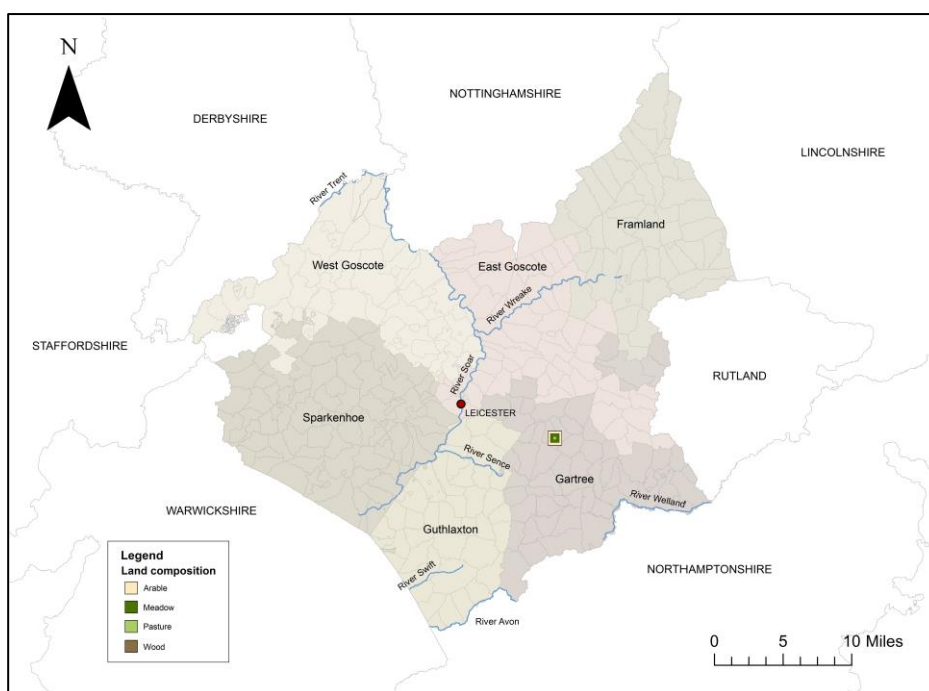 N
NOTTINGHAMSHIRE
DERBYSHIRE
LINCOLNSHIRE
River Trent
Framland
West Goscote
East Goscote
River Wreake
STAFFORDSHIRE
River Soar
RUTLAND
LEICESTER
Sparkenhoe
River Sence
Gartree
River Welland
WARWICKSHIRE
Guthlaxton
NORTHAMPTONSHIRE
River Swift
River Avon
Legend
Land composition
Arable
Meadow
Pasture
Wood
0 5 10 Miles